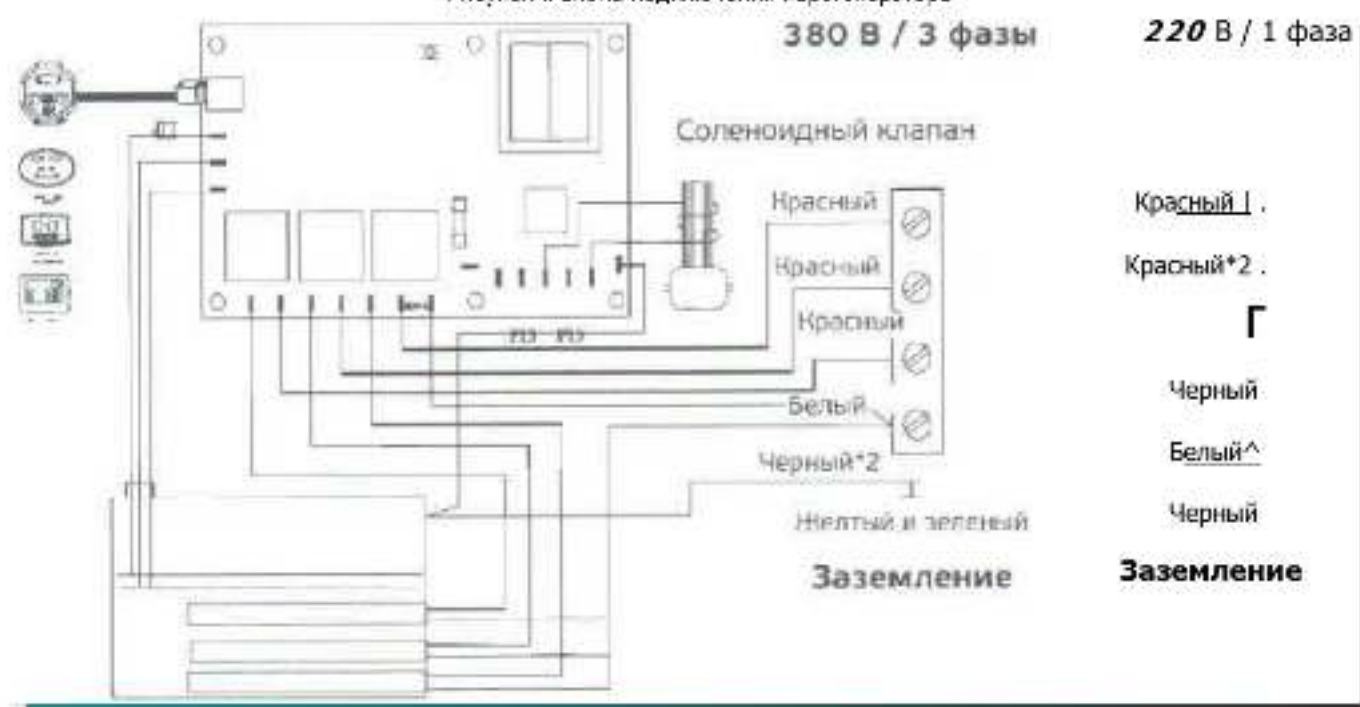 380 В / 3 фазы
220 В / 1 фаза
Соленоидный клапан
Красный
Красный
Красный
Белый
Черный*2
Желтый и зеленый
Заземление
Красный |.
Красный*2 .
Г
Черный
Белый^
Черный
Заземление